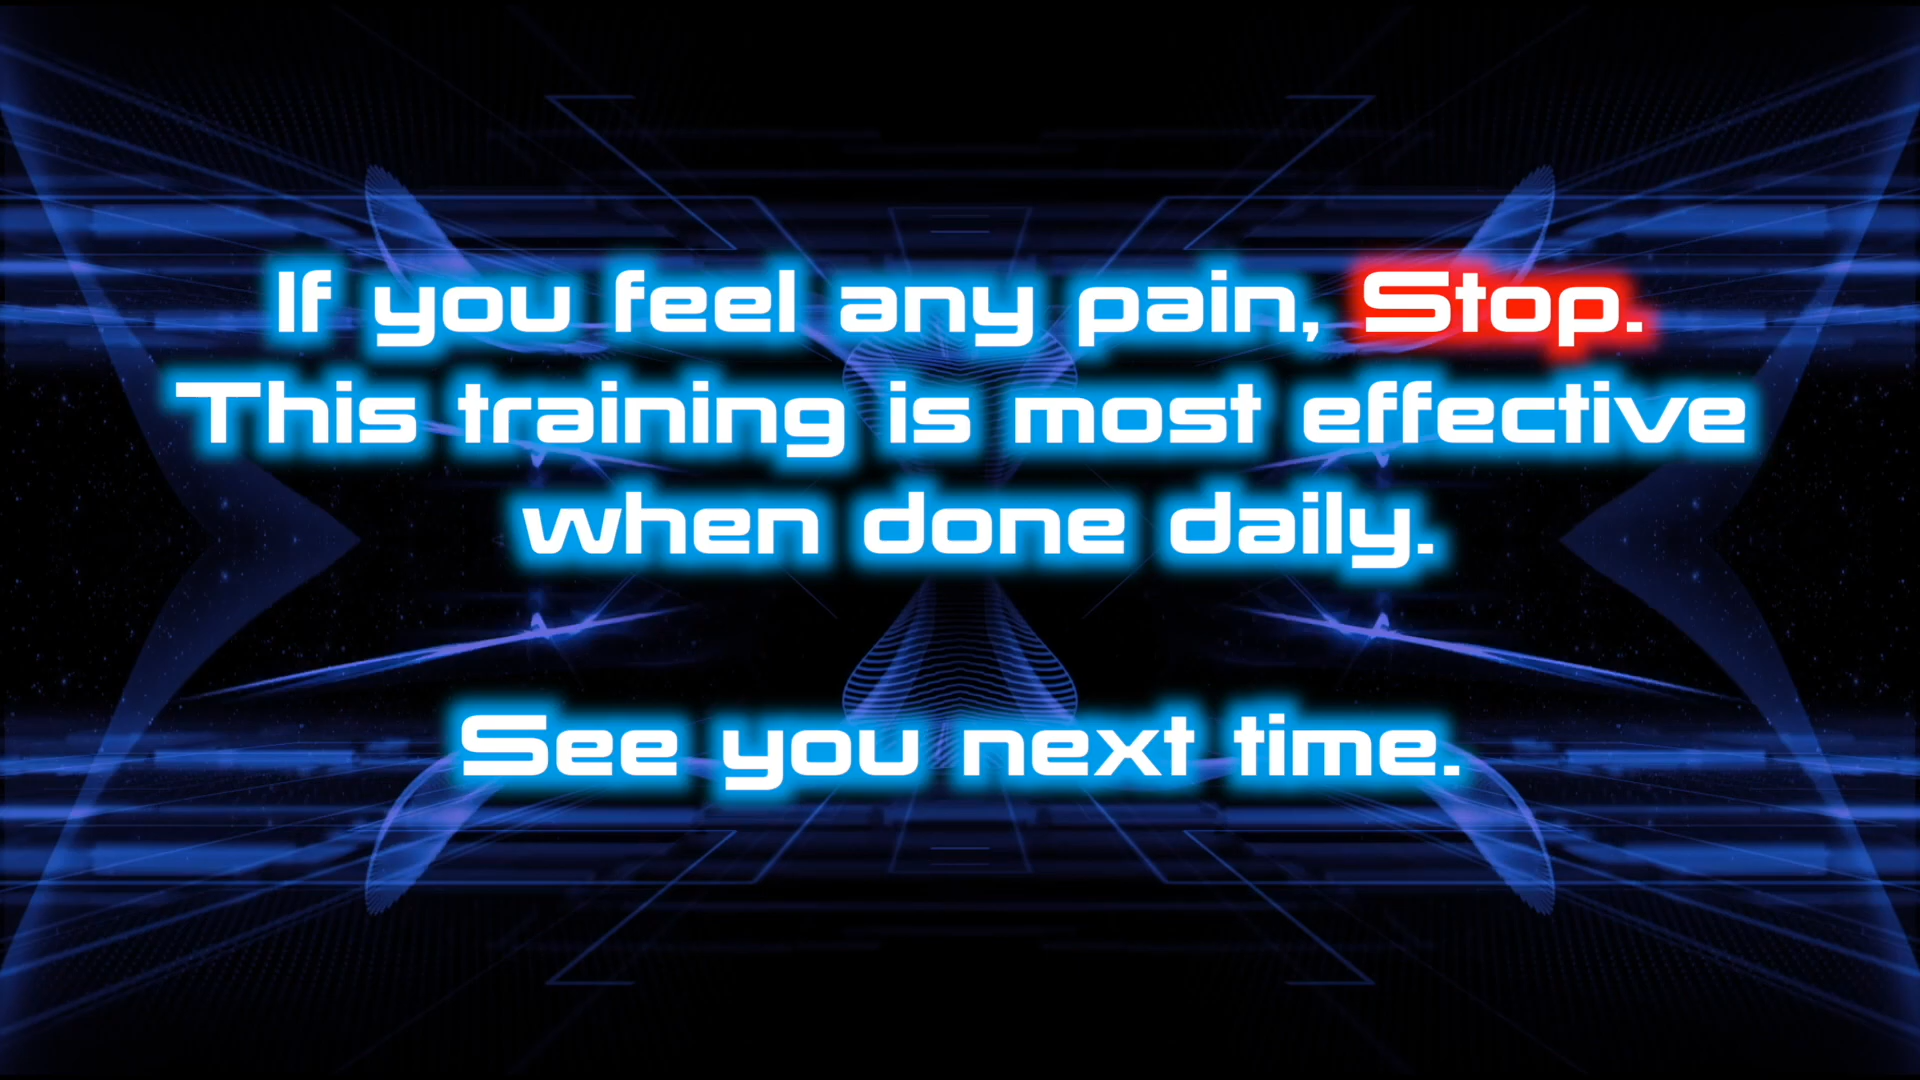 If you feel any pain, Stop.
This training is most effective
when done daily.
See you next time.